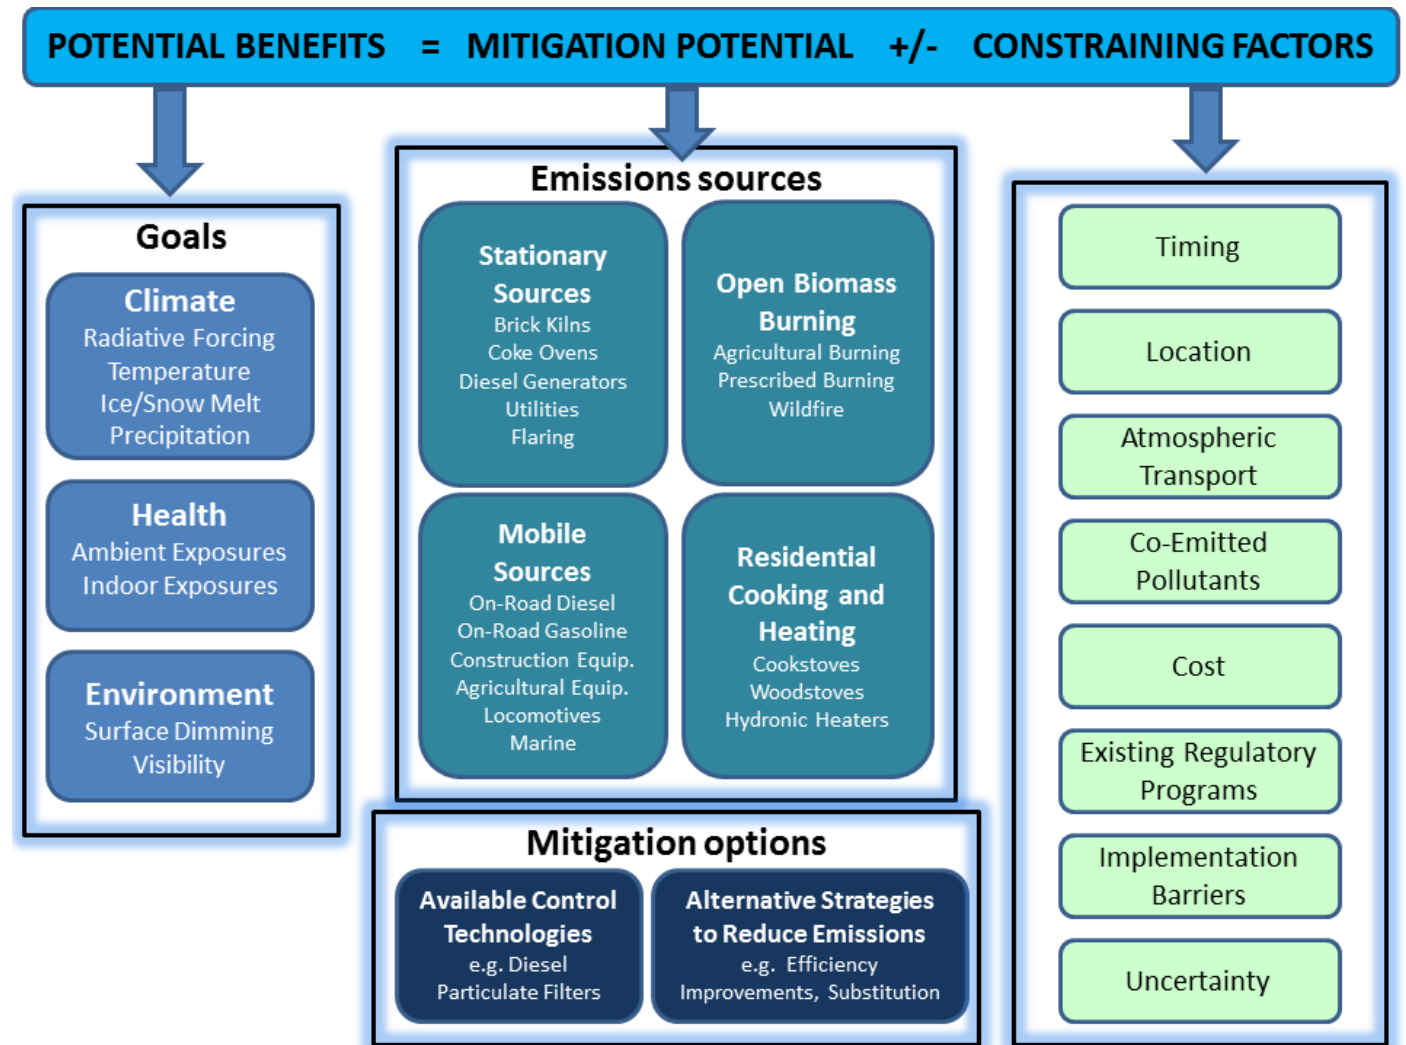 POTENTIAL BENEFITS = MITIGATION POTENTIAL +/- CONSTRAINING FACTORS
Goals
Climate
Radiative Forcing
Temperature
Ice/Snow Melt
Precipitation
Health
Ambient Exposures
Indoor Exposures
Environment
Surface Dimming
Visibility
Emissions sources
Stationary
Sources
Brick Kilns
Coke Ovens
Diesel Generators
Utilities
Flaring
Open Biomass
Burning
Agricultural Burning
Prescribed Burning
Wildfire
Mobile
Sources
On-Road Diesel
On-Road Gasoline
Construction Equip.
Agricultural Equip.
Locomotives
Marine
Residential
Cooking and
Heating
Cookstoves
Woodstoves
Hydronic Heaters
Mitigation options
Available Control
Technologies
e.g. Diesel
Particulate Filters
Alternative Strategies
to Reduce Emissions
e.g. Efficiency
Improvements, Substitution
Timing
Location
Atmospheric
Transport
Co-Emitted
Pollutants
Cost
Existing Regulatory
Programs
Implementation
Barriers
Uncertainty